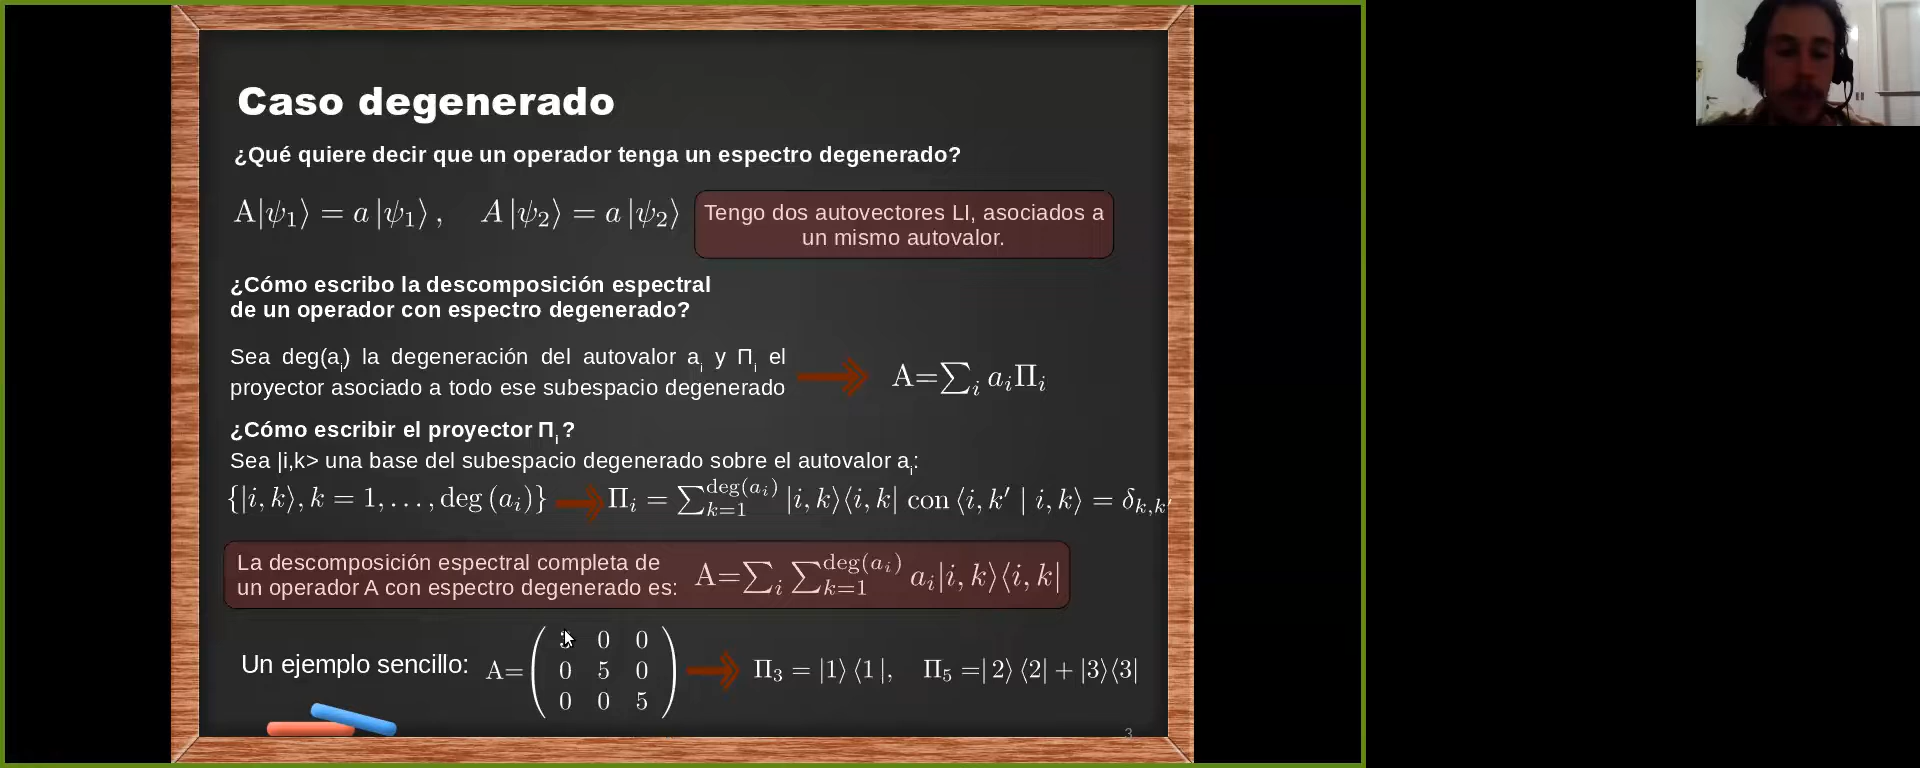 Caso degenerado
¿Qué quiere decir que un operador tenga un espectro degenerado?
A|ψ₁⟩ = a |ψ₁⟩ ,    A |ψ₂⟩ = a |ψ₂⟩
Tengo dos autovectores LI, asociados a
un mismo autovalor.
¿Cómo escribo la descomposición espectral
de un operador con espectro degenerado?
Sea deg(aᵢ) la degeneración del autovalor aᵢ y Πᵢ el
proyector asociado a todo ese subespacio degenerado
A=∑ᵢ aᵢΠᵢ
¿Cómo escribir el proyector Πᵢ?
Sea |i,k> una base del subespacio degenerado sobre el autovalor aᵢ:
{|i, k⟩, k = 1, . . . , deg (aᵢ)}    Πᵢ = ∑_{k=1}^{deg(aᵢ)} |i, k⟩⟨i, k| con ⟨i, k′ | i, k⟩ = δ_{k,k′}
La descomposición espectral completa de
un operador A con espectro degenerado es:
A=∑ᵢ ∑_{k=1}^{deg(aᵢ)} aᵢ|i, k⟩⟨i, k|
Un ejemplo sencillo: A=
0 0
0 5 0
0 0 5
Π₃ = |1⟩ ⟨1 |,    Π₅ =| 2⟩ ⟨2| + |3⟩⟨3|
3